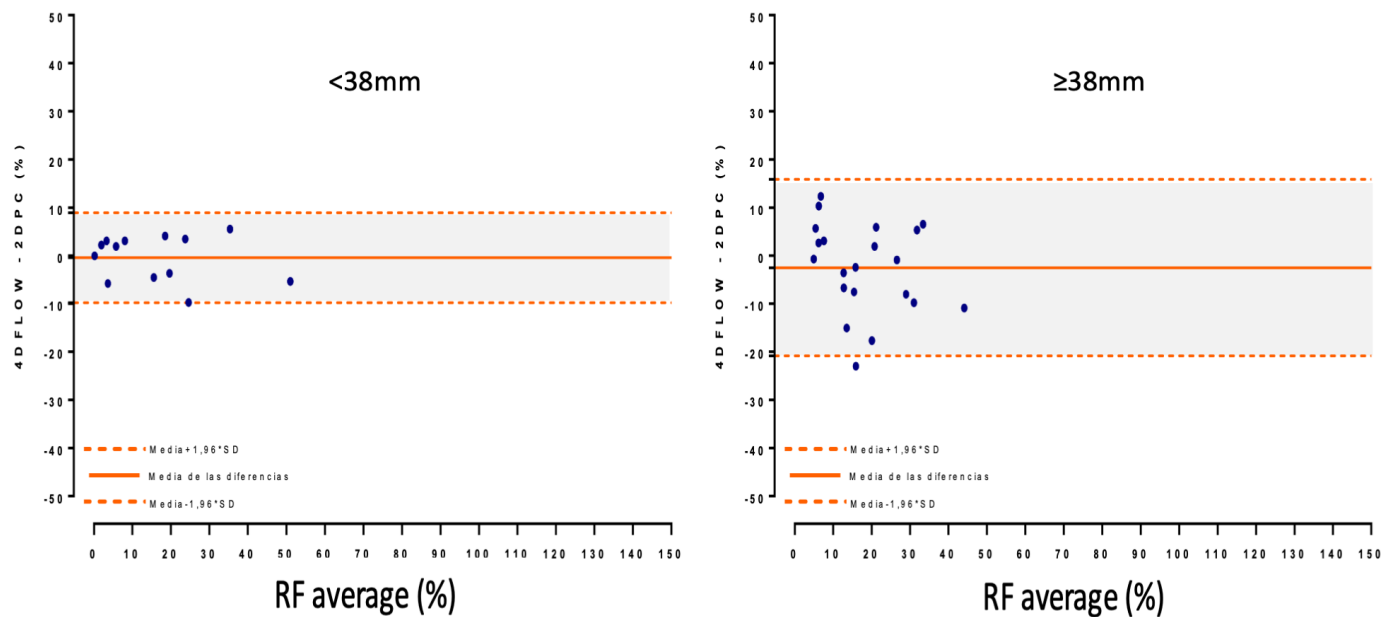 <38mm
4DFLOW - 2DPC (%)
50
40
30
20
10
0
-10
-20
-30
-40
-50
Media+1,96*SD
Media de las diferencias
Media-1,96*SD
0 10 20 30 40 50 60 70 80 90 100 110 120 130 140 150
RF average (%)
≥38mm
4DFLOW - 2DPC (%)
50
40
30
20
10
0
-10
-20
-30
-40
-50
Media+1,96*SD
Media de las diferencias
Media-1,96*SD
0 10 20 30 40 50 60 70 80 90 100 110 120 130 140 150
RF average (%)